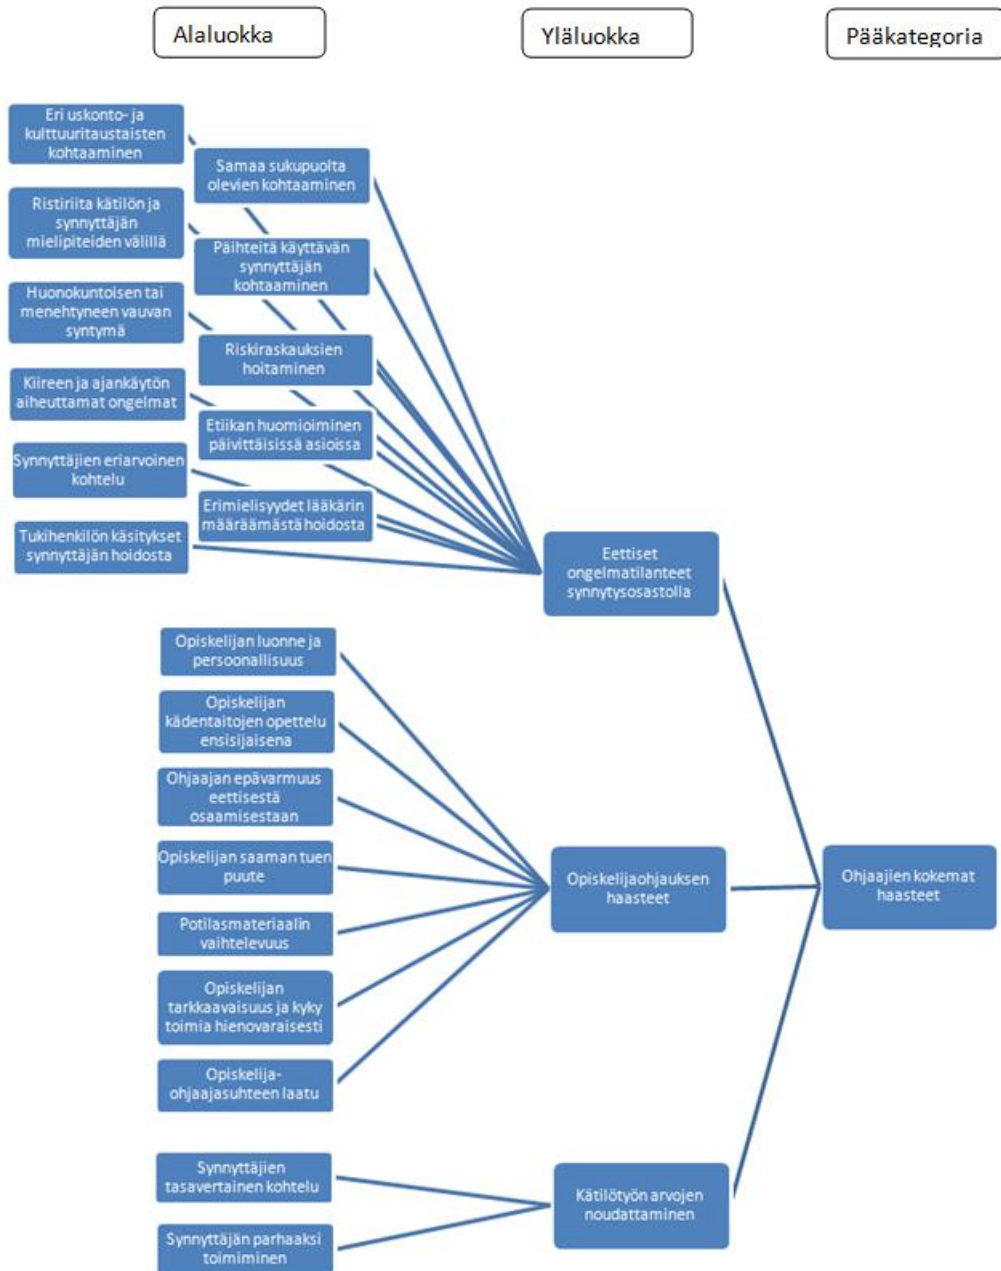 Alaluokka
Yläluokka
Pääkategoria
Eri uskonto- ja
kulttuuritaustaisten
kohtaaminen
Samaa sukupuolta
olevien kohtaaminen
Ristiriita kätilön ja
synnyttäjän
mielipiteiden välillä
Päihteitä käyttävän
synnyttäjän
kohtaaminen
Huonokuntoisen tai
menehtyneen vauvan
syntymä
Riskiraskauksien
hoitaminen
Kiireen ja ajankäytön
aiheuttamat ongelmat
Etiikan huomioiminen
päivittäisissä asioissa
Synnyttäjien eriarvoinen
kohtelu
Erimielisyydet lääkärin
määräämästä hoidosta
Tukihenkilön käsitykset
synnyttäjän hoidosta
Eettiset
ongelmatilanteet
synnytysosastolla
Opiskelijan luonne ja
persoonallisuus
Opiskelijan
kädentaitojen opettelu
ensisijaisena
Ohjaajan epävarmuus
eettisestä
osaamisestaan
Opiskelijan saaman tuen
puute
Potilasmateriaalin
vaihtelevuus
Opiskelijan
tarkkaavaisuus ja kyky
toimia hienovaraisesti
Opiskelija-
ohjaajasuhteen laatu
Opiskelijaohjauksen
haasteet
Ohjaajien kokemat
haasteet
Synnyttäjien
tasavertainen kohtelu
Synnyttäjän parhaaksi
toimiminen
Kätilötyön arvojen
noudattaminen